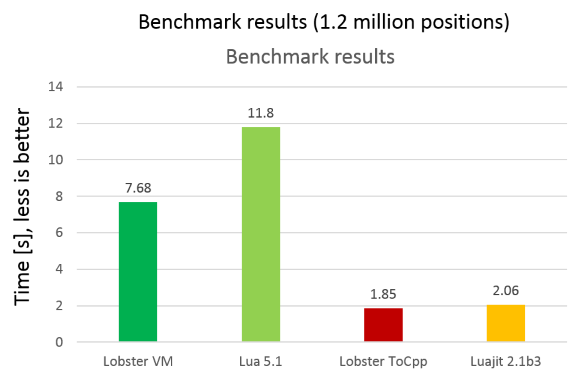 Benchmark results (1.2 million positions)
Benchmark results
Time [s], less is better
14
12
10
8
6
4
2
0
7.68
11.8
1.85
2.06
Lobster VM
Lua 5.1
Lobster ToCpp
Luajit 2.1b3